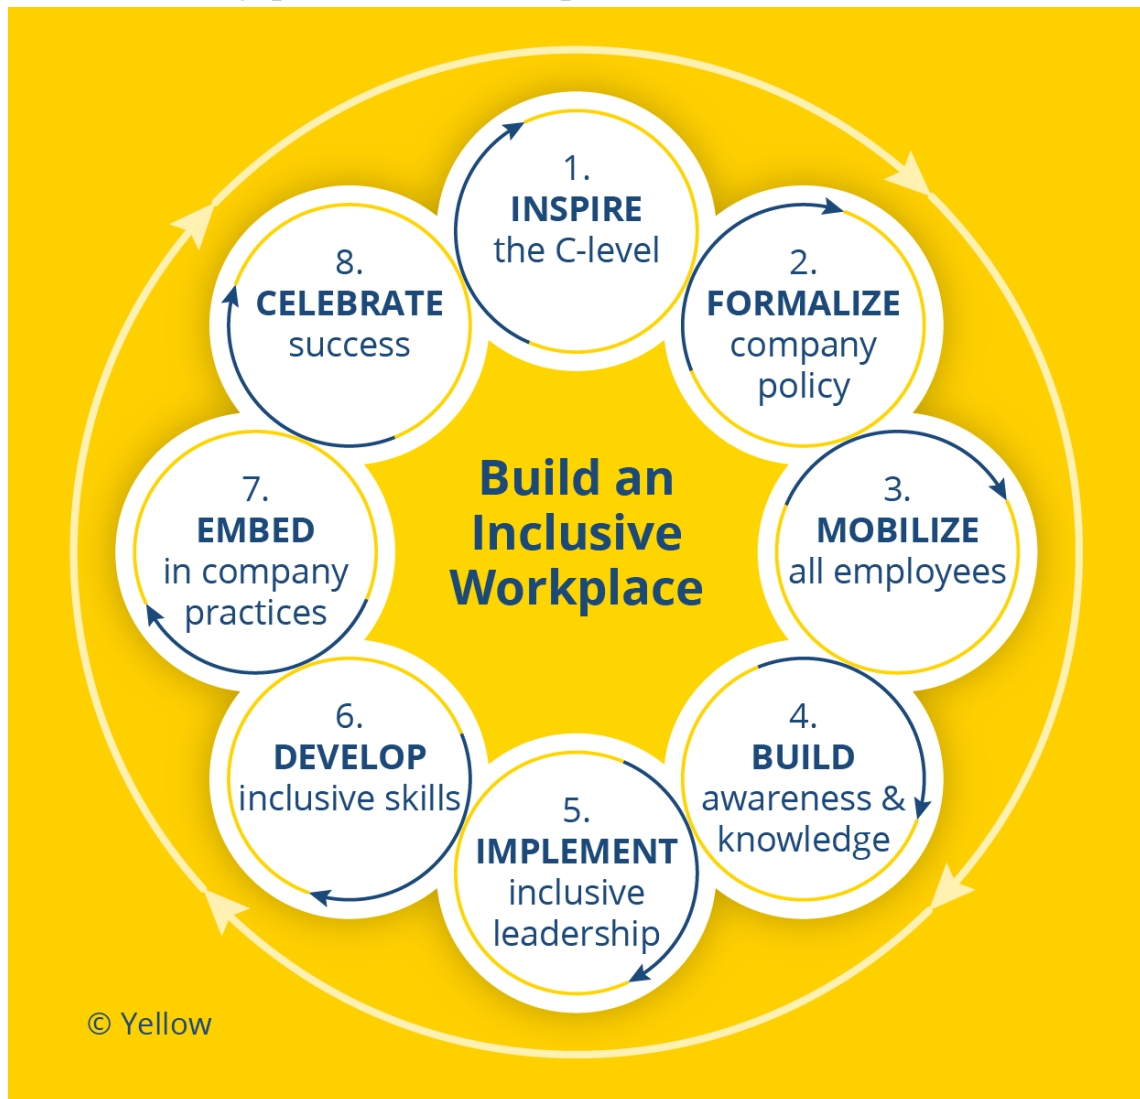 1.
INSPIRE
the C-level
2.
FORMALIZE
company
policy
3.
MOBILIZE
all employees
4.
BUILD
awareness &
knowledge
5.
IMPLEMENT
inclusive
leadership
6.
DEVELOP
inclusive skills
7.
EMBED
in company
practices
8.
CELEBRATE
success
Build an
Inclusive
Workplace
© Yellow